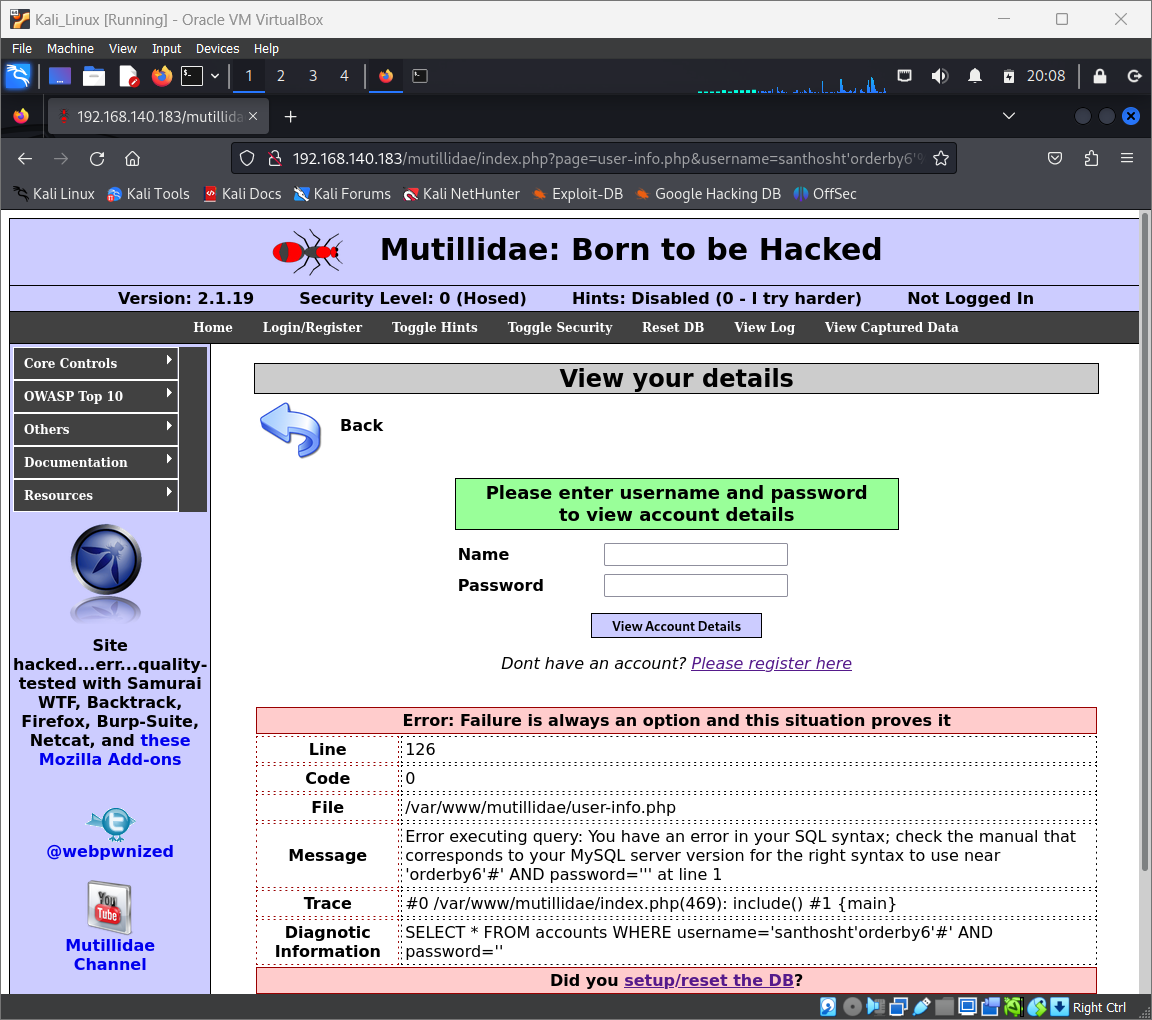 Kali_Linux [Running] - Oracle VM VirtualBox
File Machine View Input Devices Help
1 2 3 4 20:08
192.168.140.183/mutillida
192.168.140.183/mutillidae/index.php?page=user-info.php&username=santhosht'orderby6'%
Kali Linux Kali Tools Kali Docs Kali Forums Kali NetHunter Exploit-DB Google Hacking DB OffSec
Mutillidae: Born to be Hacked
Version: 2.1.19 Security Level: 0 (Hosed) Hints: Disabled (0 - I try harder) Not Logged In
Home Login/Register Toggle Hints Toggle Security Reset DB View Log View Captured Data
Core Controls
OWASP Top 10
Others
Documentation
Resources
Site
hacked...err...quality-
tested with Samurai
WTF, Backtrack,
Firefox, Burp-Suite,
Netcat, and these
Mozilla Add-ons
@webpwnized
You
Tube
Mutillidae
Channel
View your details
Back
Please enter username and password
to view account details
Name
Password
View Account Details
Dont have an account? Please register here
Error: Failure is always an option and this situation proves it
Line 126
Code 0
File /var/www/mutillidae/user-info.php
Message Error executing query: You have an error in your SQL syntax; check the manual that
corresponds to your MySQL server version for the right syntax to use near
'orderby6'#' AND password=''' at line 1
Trace #0 /var/www/mutillidae/index.php(469): include() #1 {main}
Diagnostic Information SELECT * FROM accounts WHERE username='santhosht'orderby6'#' AND
password=''
Did you setup/reset the DB?
Right Ctrl